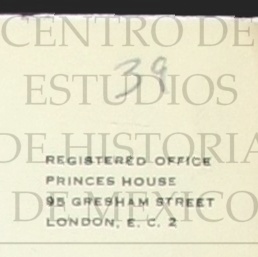 CENTRO DE
39
ESTUDIOS
DE HISTORIA
REGISTERED OFFICE
PRINCES HOUSE
95 GRESHAM STREET
DE MEXICO
LONDON, E. C. 2